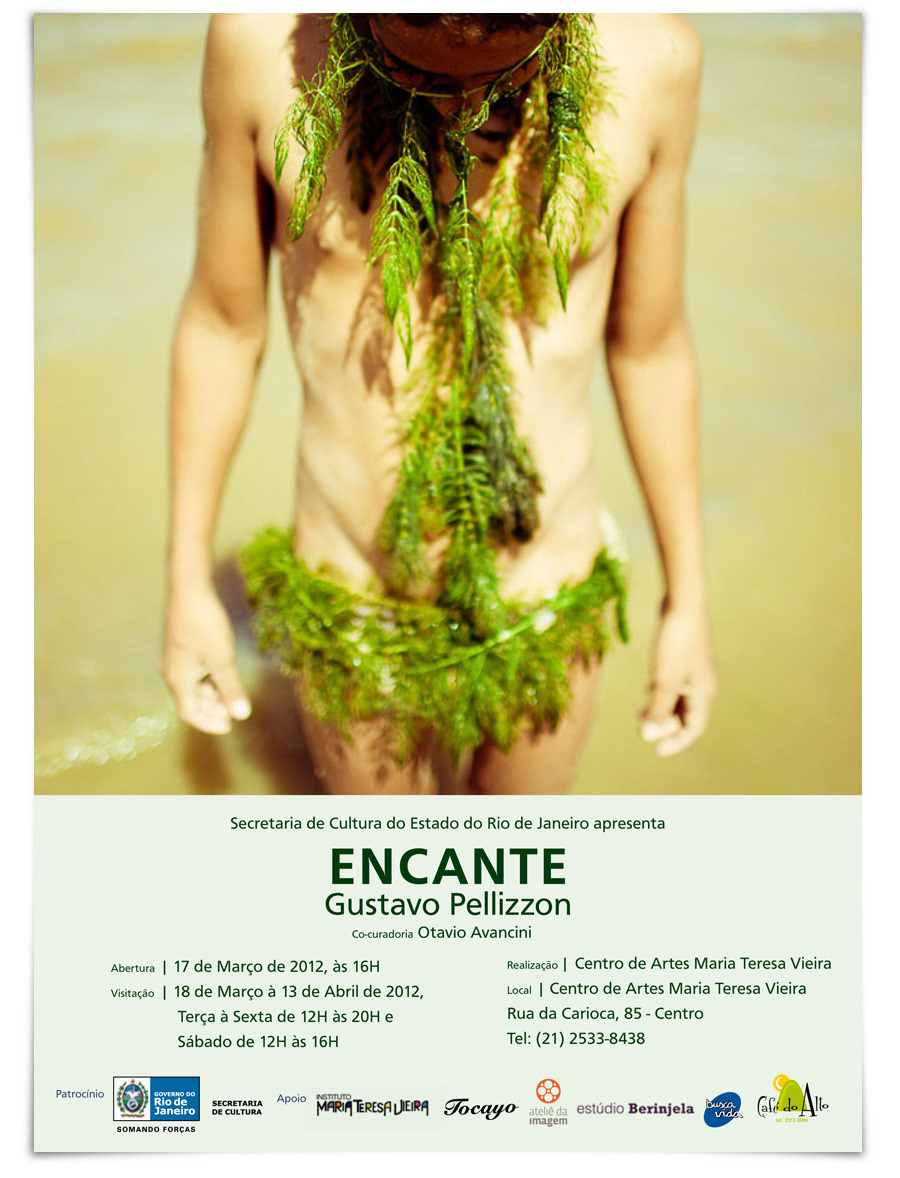 Secretaria de Cultura do Estado do Rio de Janeiro apresenta
ENCANTE
Gustavo Pellizzon
Co-curadoria Otavio Avancini
Abertura | 17 de Março de 2012, às 16H
Visitação | 18 de Março à 13 de Abril de 2012,
Terça à Sexta de 12H às 20H e
Sábado de 12H às 16H
Realização | Centro de Artes Maria Teresa Vieira
Local | Centro de Artes Maria Teresa Vieira
Rua da Carioca, 85 - Centro
Tel: (21) 2533-8438
Patrocínio
GOVERNO DO
Rio de
Janeiro
SOMANDO FORÇAS
SECRETARIA
DE CULTURA
Apoio
INSTITUTO
MARIA TERESA VIEIRA
Tocayo
ateliê da
imagem
estúdio Berinjela
busca
vida
Café do Alto
tel. 2512-0096